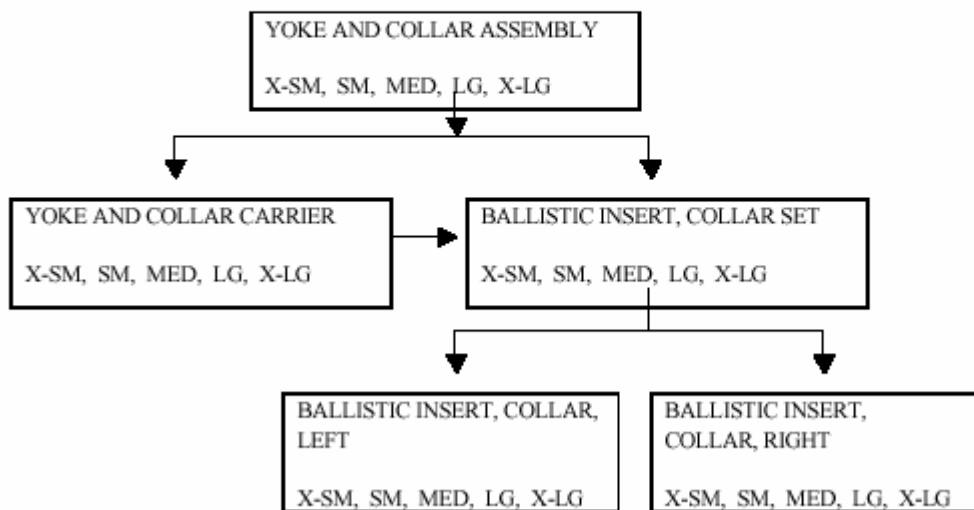 YOKE AND COLLAR ASSEMBLY
X-SM, SM, MED, LG, X-LG
YOKE AND COLLAR CARRIER
X-SM, SM, MED, LG, X-LG
BALLISTIC INSERT, COLLAR SET
X-SM, SM, MED, LG, X-LG
BALLISTIC INSERT, COLLAR,
LEFT
X-SM, SM, MED, LG, X-LG
BALLISTIC INSERT,
COLLAR, RIGHT
X-SM, SM, MED, LG, X-LG